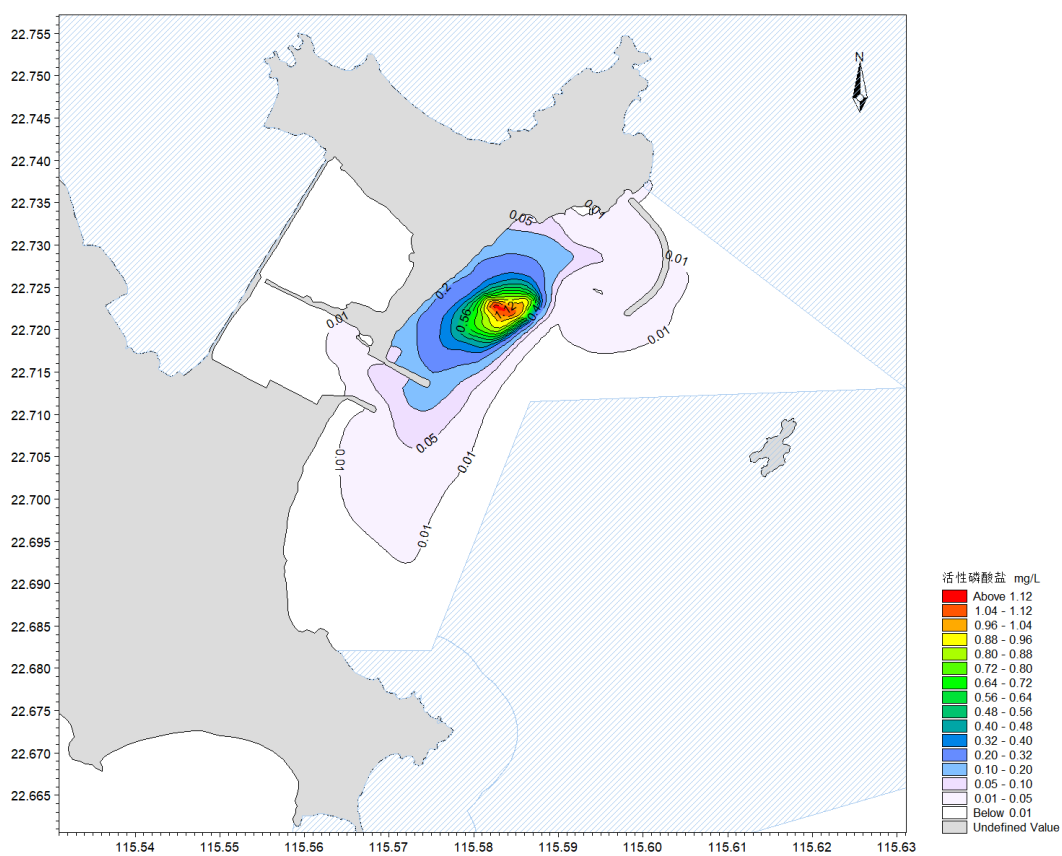 22.755
22.750
22.745
22.740
22.735
22.730
22.725
22.720
22.715
22.710
22.705
22.700
22.695
22.690
22.685
22.680
22.675
22.670
22.665
N
0.01
0.05
0.01
0.2
0.01
0.56
1.12
0.4
0.01
0.05
0.01
0.01
0.01
115.54
115.55
115.56
115.57
115.58
115.59
115.60
115.61
115.62
115.63
活性磷酸盐 mg/L
Above 1.12
1.04 - 1.12
0.96 - 1.04
0.88 - 0.96
0.80 - 0.88
0.72 - 0.80
0.64 - 0.72
0.56 - 0.64
0.48 - 0.56
0.40 - 0.48
0.32 - 0.40
0.20 - 0.32
0.10 - 0.20
0.05 - 0.10
0.01 - 0.05
Below 0.01
Undefined Value